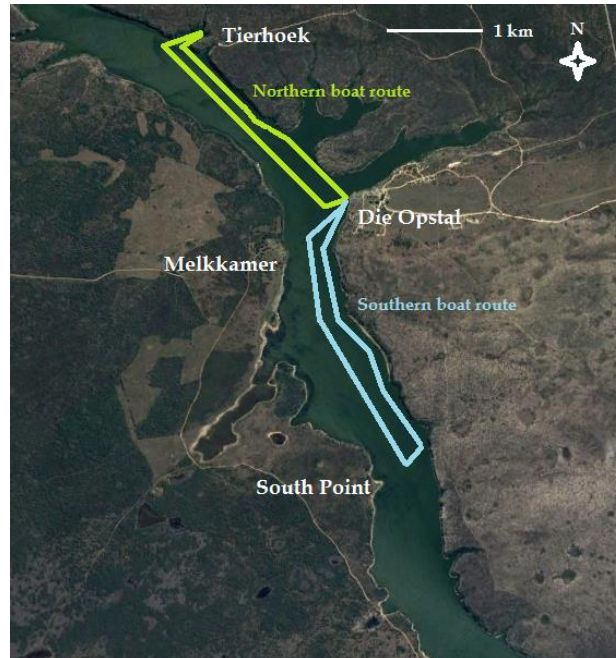 Tierhoek
1 km
N
Northern boat route
Die Opstal
Melkkamer
Southern boat route
South Point